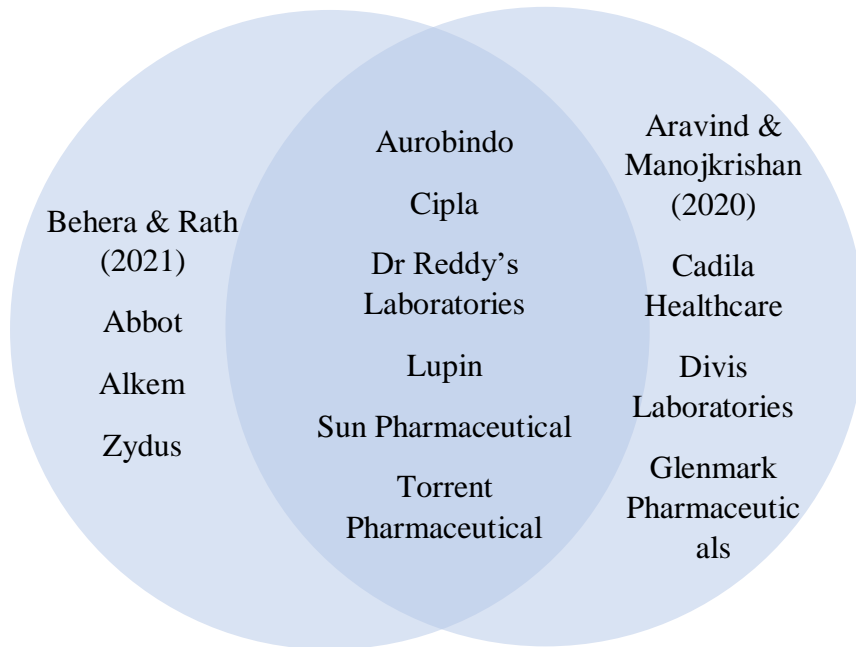 Behera & Rath
(2021)
Abbot
Alkem
Zydus
Aurobindo
Cipla
Dr Reddy’s
Laboratories
Lupin
Sun Pharmaceutical
Torrent
Pharmaceutical
Aravind &
Manojkrishan
(2020)
Cadila
Healthcare
Divis
Laboratories
Glenmark
Pharmaceutic
als